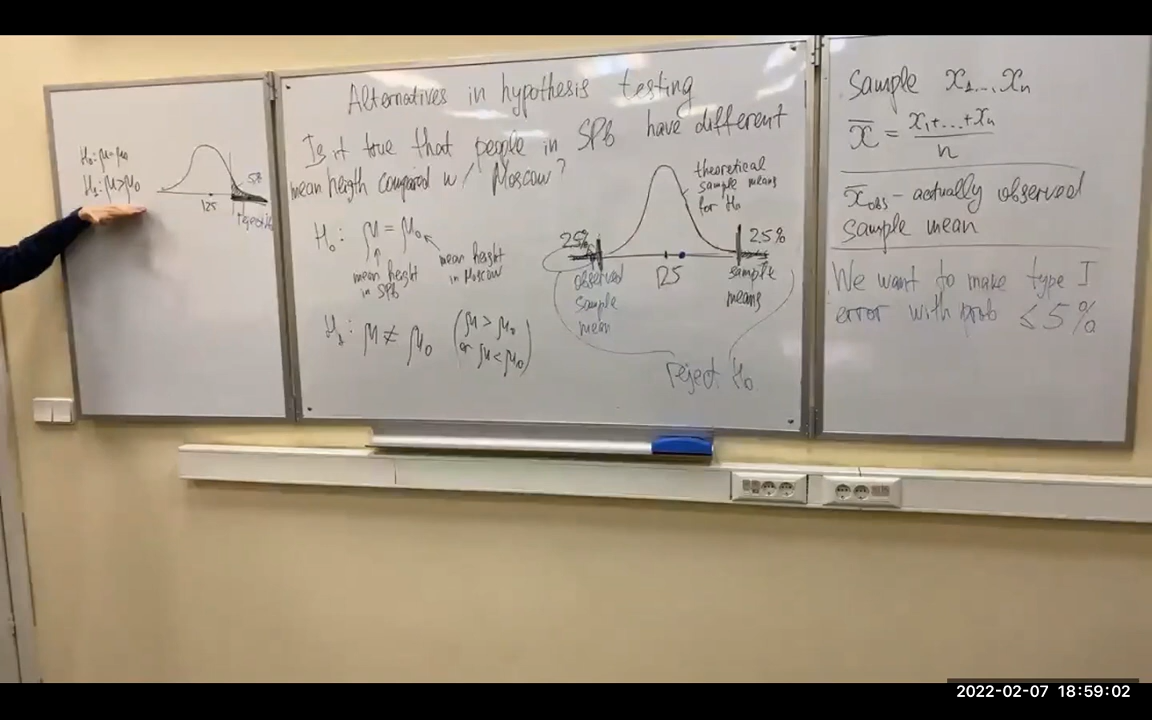 H₀: μ=μ₀
H₁: μ>μ₀
5%
125
Alternatives in hypothesis testing
Is it true that people in SPb have different
mean heigth compared w/ Moscow?
H₀: μ = μ₀
mean height
in SPb
mean height
in Moscow
H₁: μ ≠ μ₀ (μ > μ₀
or μ < μ₀)
theoretical
sample means
for H₀
2.5%
2.5%
observed
sample
mean
125
sample
means
reject H₀
Sample x₁...xₙ
x̄ = x₁+...+xₙ
n
x̄obs - actually observed
sample mean
We want to make type I
error with prob ≤5%
2022-02-07 18:59:02